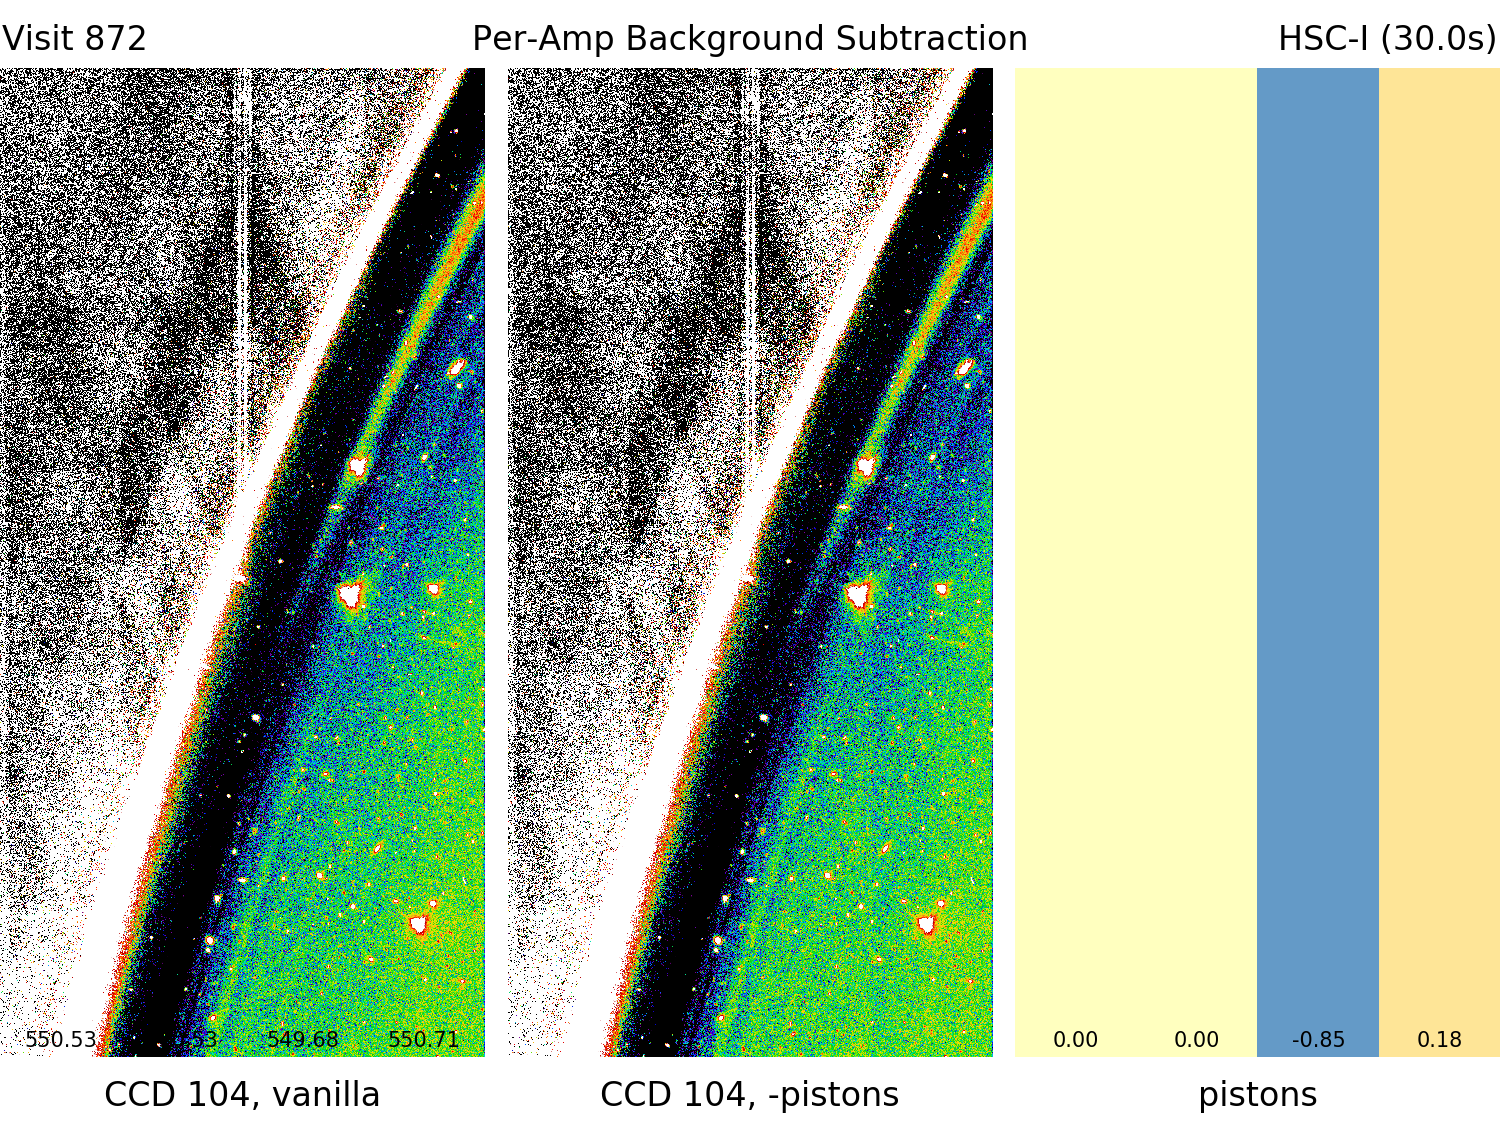 Visit 872
Per-Amp Background Subtraction
HSC-I (30.0s)
550.53
549.68
550.71
0.00
0.00
-0.85
0.18
CCD 104, vanilla
CCD 104, -pistons
pistons